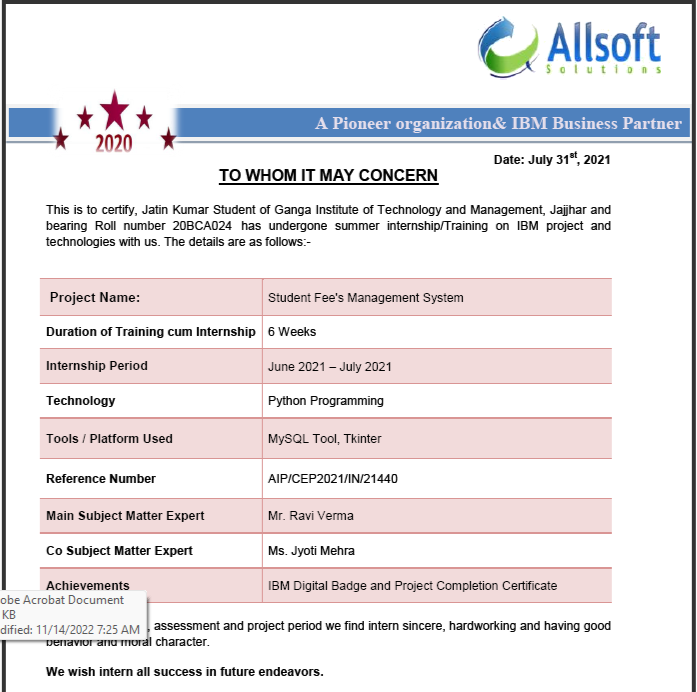 Allsoft
Solutions
A Pioneer organization& IBM Business Partner
2020
Date: July 31st, 2021
TO WHOM IT MAY CONCERN
This is to certify, Jatin Kumar Student of Ganga Institute of Technology and Management, Jajjhar and
bearing Roll number 20BCA024 has undergone summer internship/Training on IBM project and
technologies with us. The details are as follows:-
Project Name: Student Fee's Management System
Duration of Training cum Internship 6 Weeks
Internship Period June 2021 – July 2021
Technology Python Programming
Tools / Platform Used MySQL Tool, Tkinter
Reference Number AIP/CEP2021/IN/21440
Main Subject Matter Expert Mr. Ravi Verma
Co Subject Matter Expert Ms. Jyoti Mehra
Achievements IBM Digital Badge and Project Completion Certificate
obe Acrobat Document
KB
dified: 11/14/2022 7:25 AM
, assessment and project period we find intern sincere, hardworking and having good
behavior and moral character.
We wish intern all success in future endeavors.